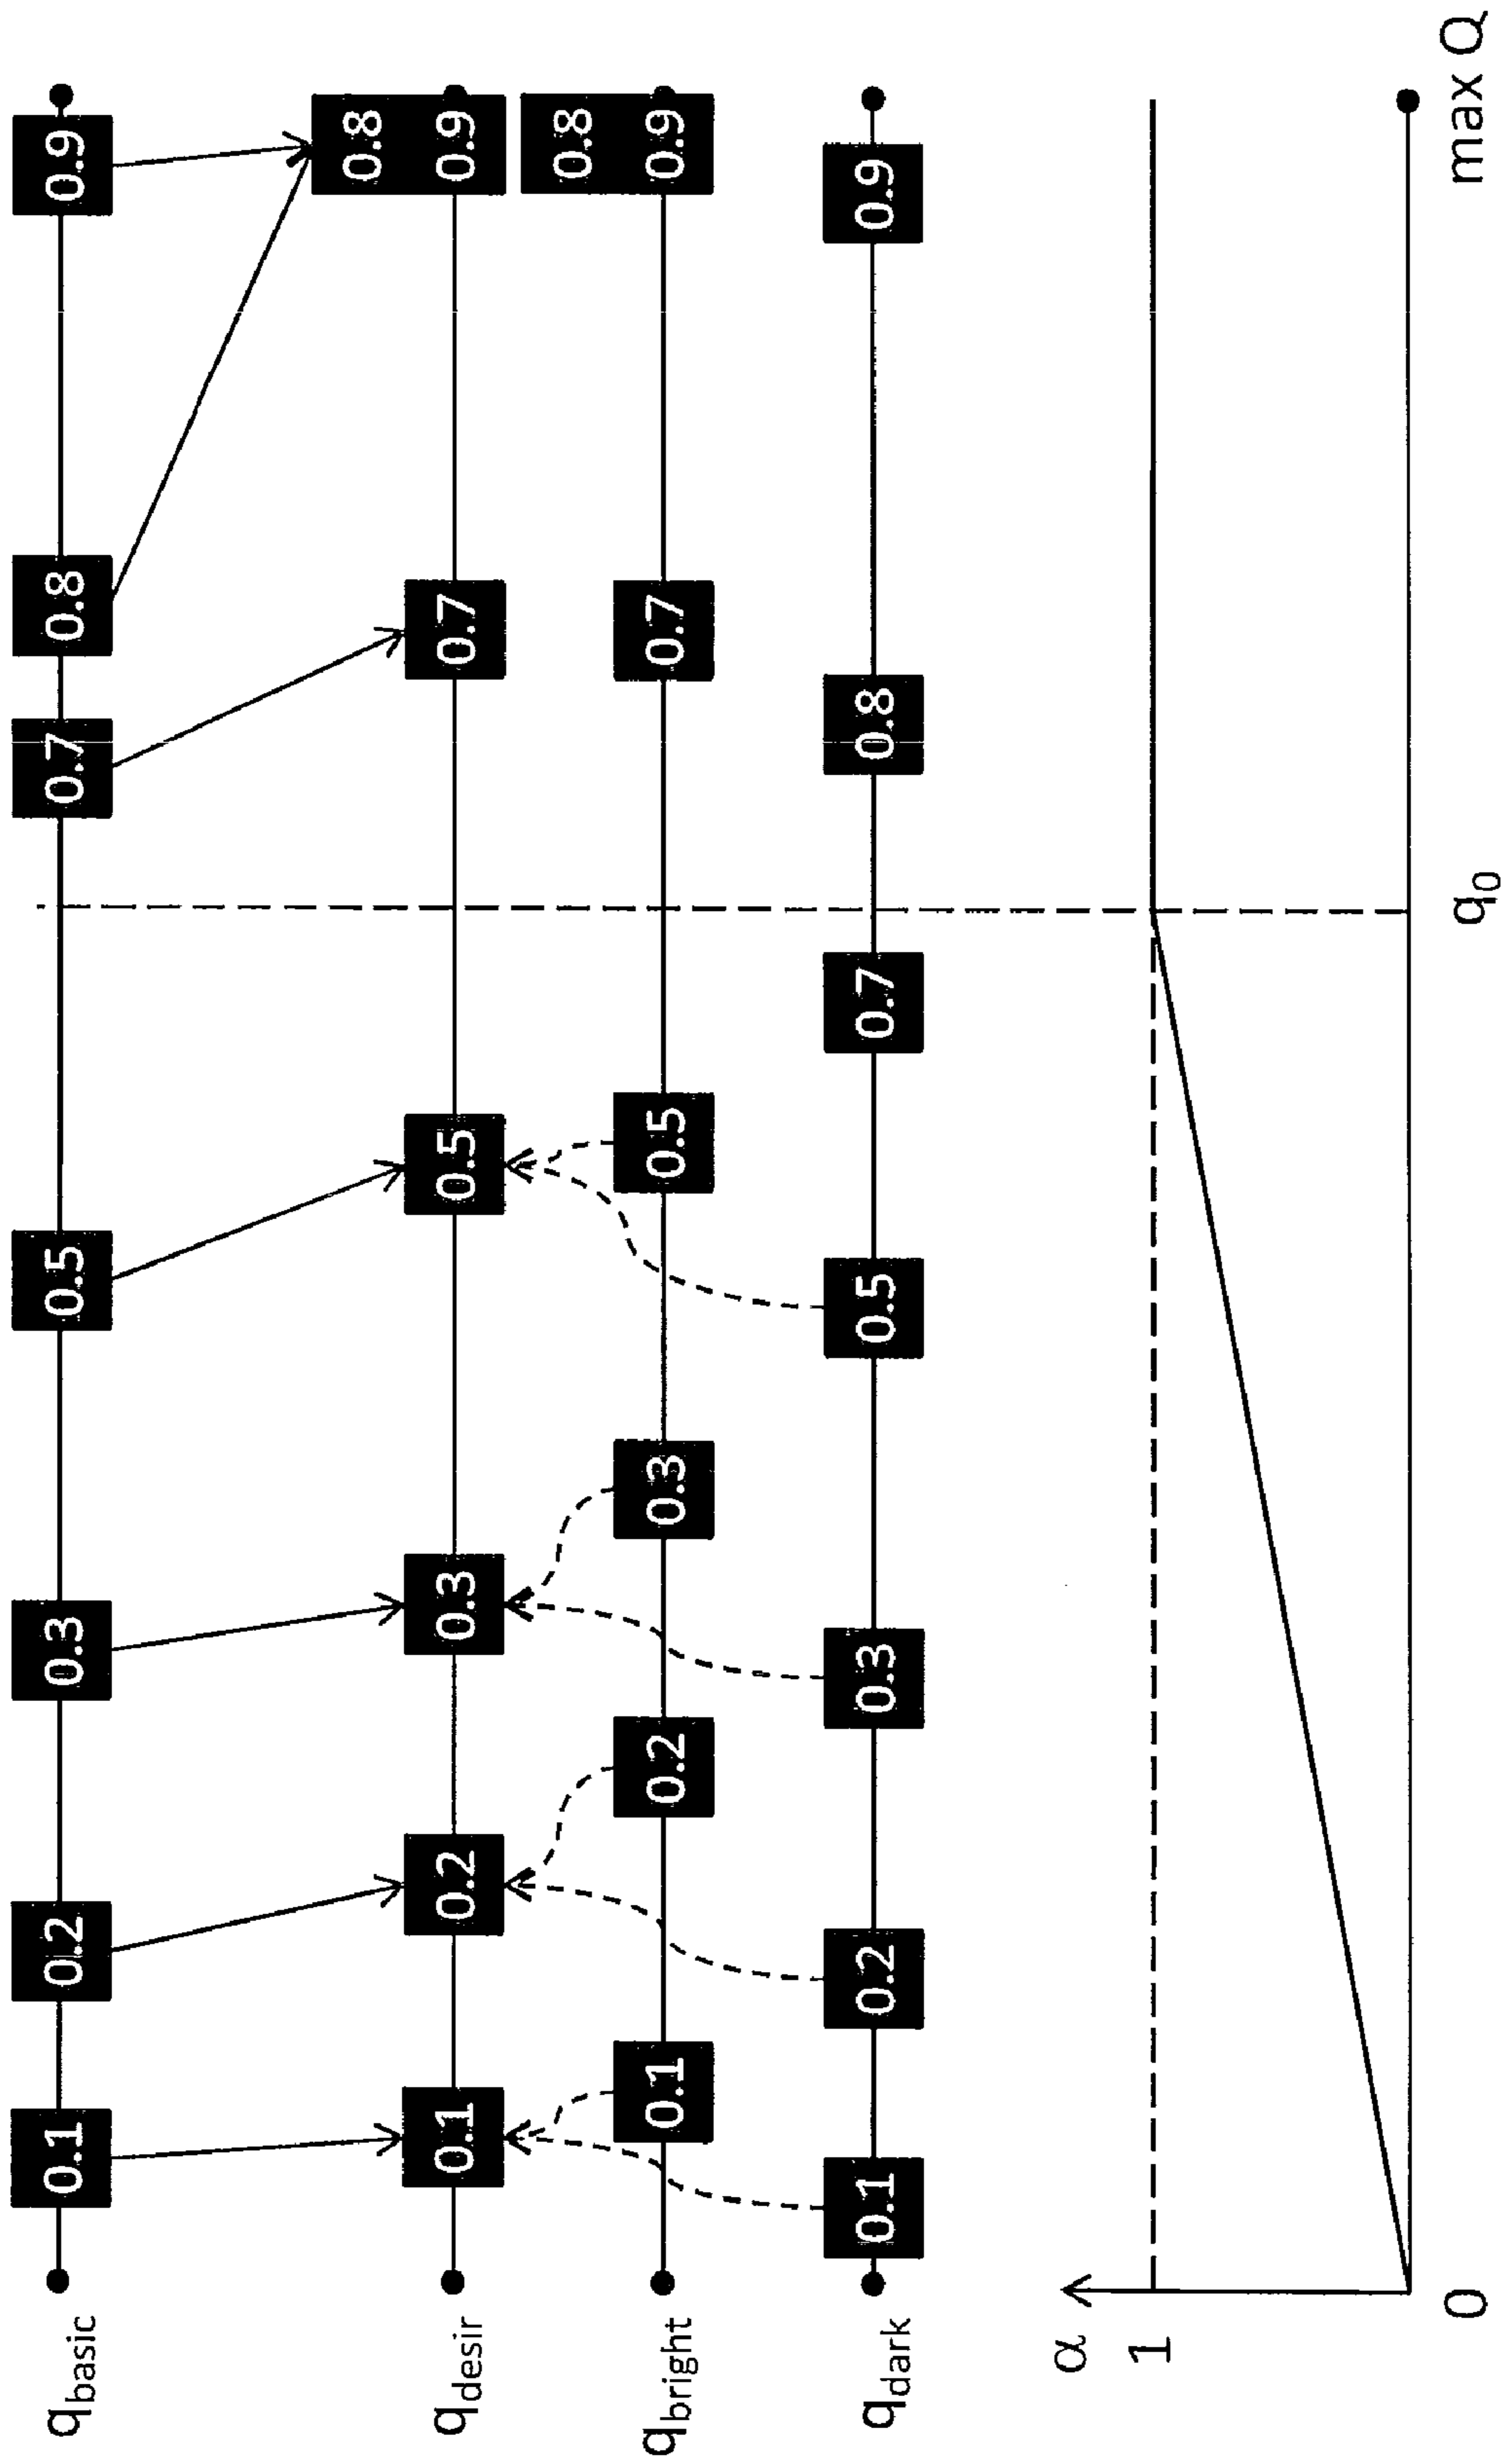 q_basic 0.1 0.2 0.3 0.5 0.7 0.8 0.9
0.8
q_desir 0.1 0.2 0.3 0.5 0.7 0.9
0.8
q_bright 0.1 0.2 0.3 0.5 0.7 0.9
q_dark 0.1 0.2 0.3 0.5 0.7 0.8 0.9
α
1
0 q_0 max Q